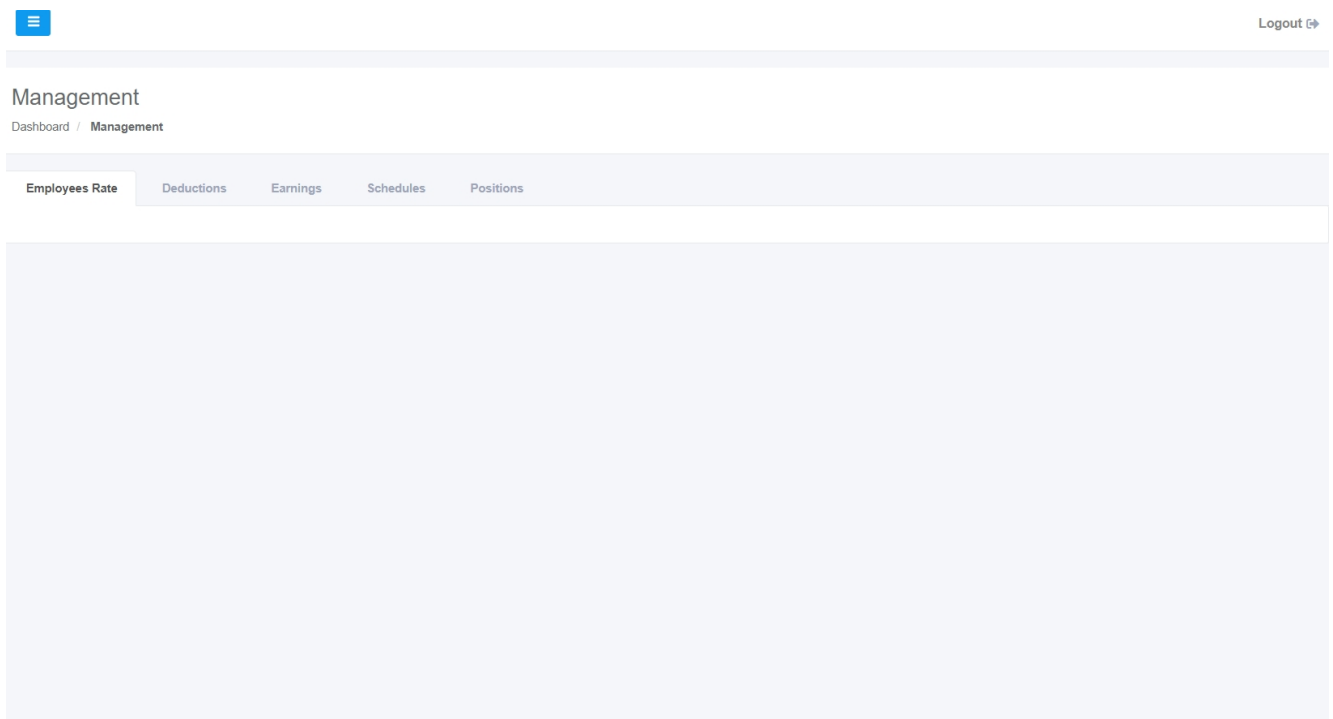 Logout
Management
Dashboard / Management
Employees Rate Deductions Earnings Schedules Positions